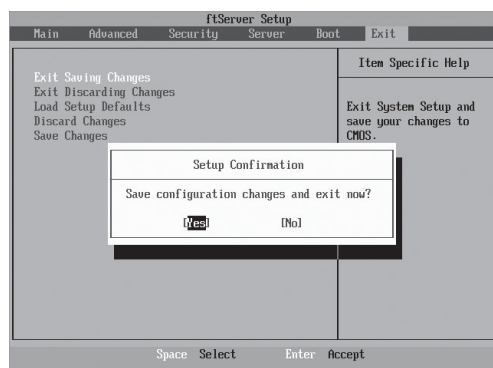 ftServer Setup
Main Advanced Security Server Boot Exit
Item Specific Help
Exit Saving Changes
Exit Discarding Changes
Load Setup Defaults
Discard Changes
Save Changes
Exit System Setup and
save your changes to
CMOS.
Setup Confirmation
Save configuration changes and exit now?
[Yes] [No]
Space Select Enter Accept